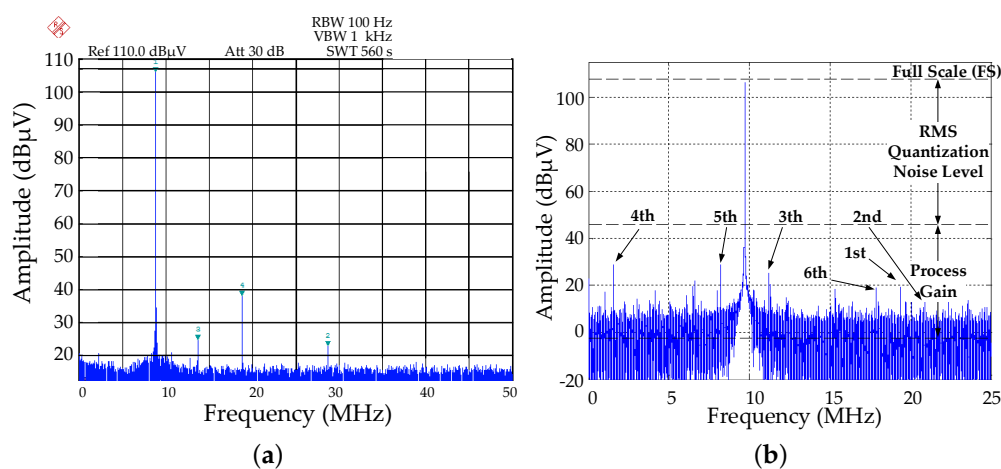 RBW 100 Hz
VBW 1 kHz
Ref 110.0 dBµV Att 30 dB SWT 560 s
110
100
90
80
70
60
50
40
30
20
Amplitude (dBµV)
1
3
4
2
0 10 20 30 40 50
Frequency (MHz)
(a)
Full Scale (FS)
RMS
Quantization
Noise Level
100
80
60
40
20
0
-20
Amplitude (dBµV)
4th 5th 3th 2nd
1st
6th
Process
Gain
0 5 10 15 20 25
Frequency (MHz)
(b)